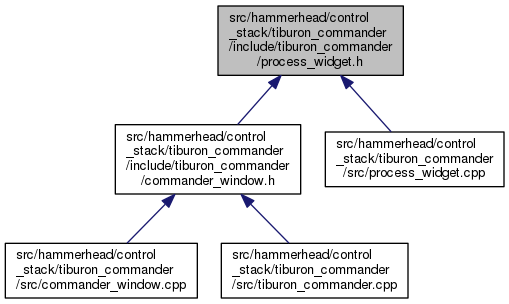 src/hammerhead/control
_stack/tiburon_commander
/include/tiburon_commander
/process_widget.h
src/hammerhead/control
_stack/tiburon_commander
/include/tiburon_commander
/commander_window.h
src/hammerhead/control
_stack/tiburon_commander
/src/process_widget.cpp
src/hammerhead/control
_stack/tiburon_commander
/src/commander_window.cpp
src/hammerhead/control
_stack/tiburon_commander
/src/tiburon_commander.cpp